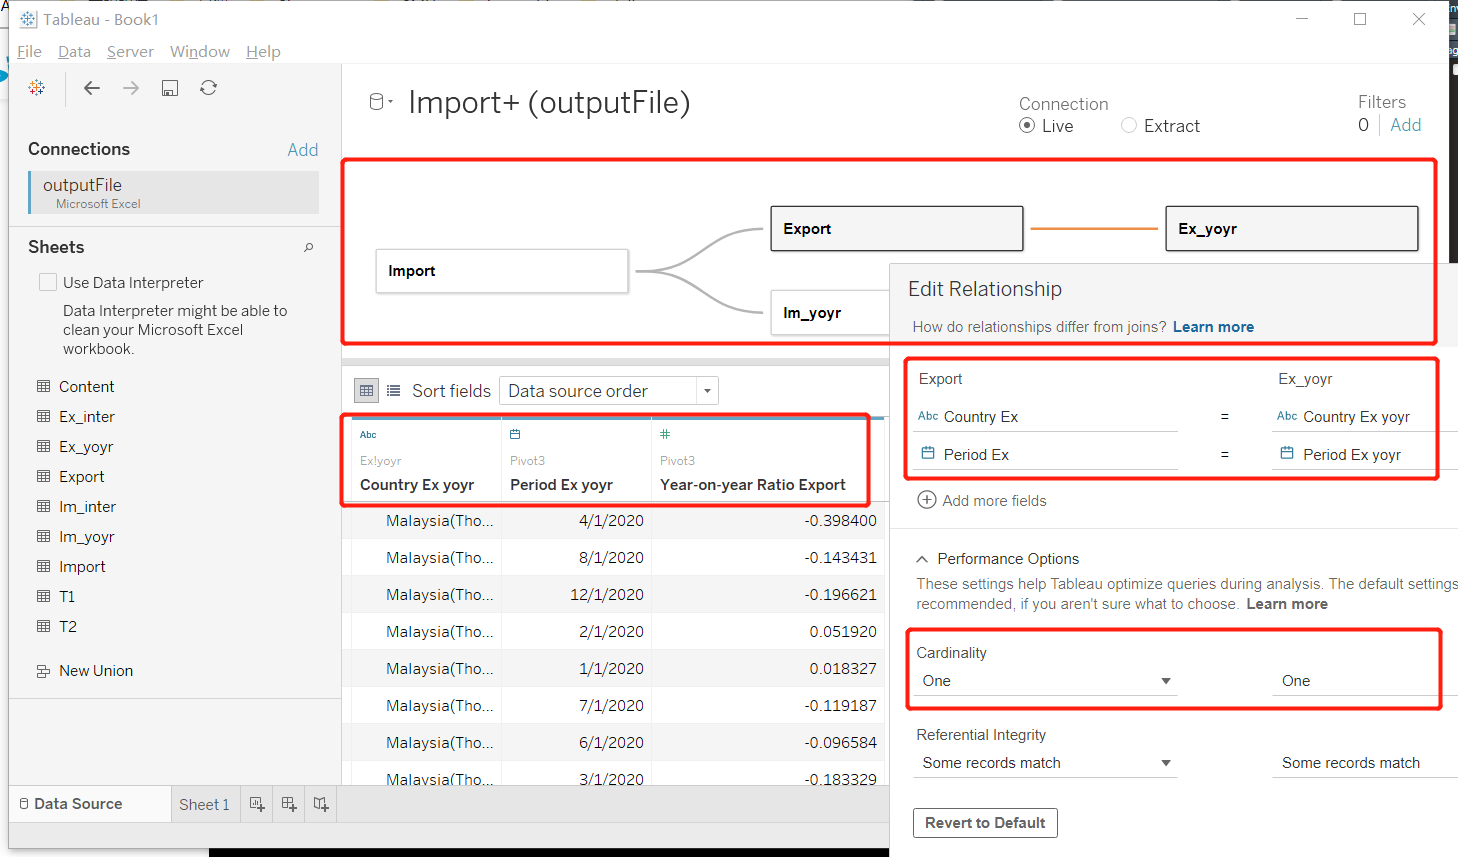 Tableau - Book1
File Data Server Window Help
Import+ (outputFile)
Connection
Live Extract
Filters
0 Add
Connections Add
outputFile
Microsoft Excel
Sheets
Use Data Interpreter
Data Interpreter might be able to
clean your Microsoft Excel
workbook.
Content
Ex_inter
Ex_yoyr
Export
Im_inter
Im_yoyr
Import
T1
T2
New Union
Import
Export
Ex_yoyr
Im_yoyr
Sort fields Data source order
Abc
Ex!yoyr Pivot3 Pivot3
Country Ex yoyr Period Ex yoyr Year-on-year Ratio Export
Malaysia(Tho... 4/1/2020 -0.398400
Malaysia(Tho... 8/1/2020 -0.143431
Malaysia(Tho... 12/1/2020 -0.196621
Malaysia(Tho... 2/1/2020 0.051920
Malaysia(Tho... 1/1/2020 0.018327
Malaysia(Tho... 7/1/2020 -0.119187
Malaysia(Tho... 6/1/2020 -0.096584
Malaysia(Tho... 3/1/2020 -0.183329
Edit Relationship
How do relationships differ from joins? Learn more
Export Ex_yoyr
Abc Country Ex = Abc Country Ex yoyr
Period Ex = Period Ex yoyr
Add more fields
Performance Options
These settings help Tableau optimize queries during analysis. The default settings
recommended, if you aren't sure what to choose. Learn more
Cardinality
One One
Referential Integrity
Some records match Some records match
Revert to Default
Data Source Sheet 1